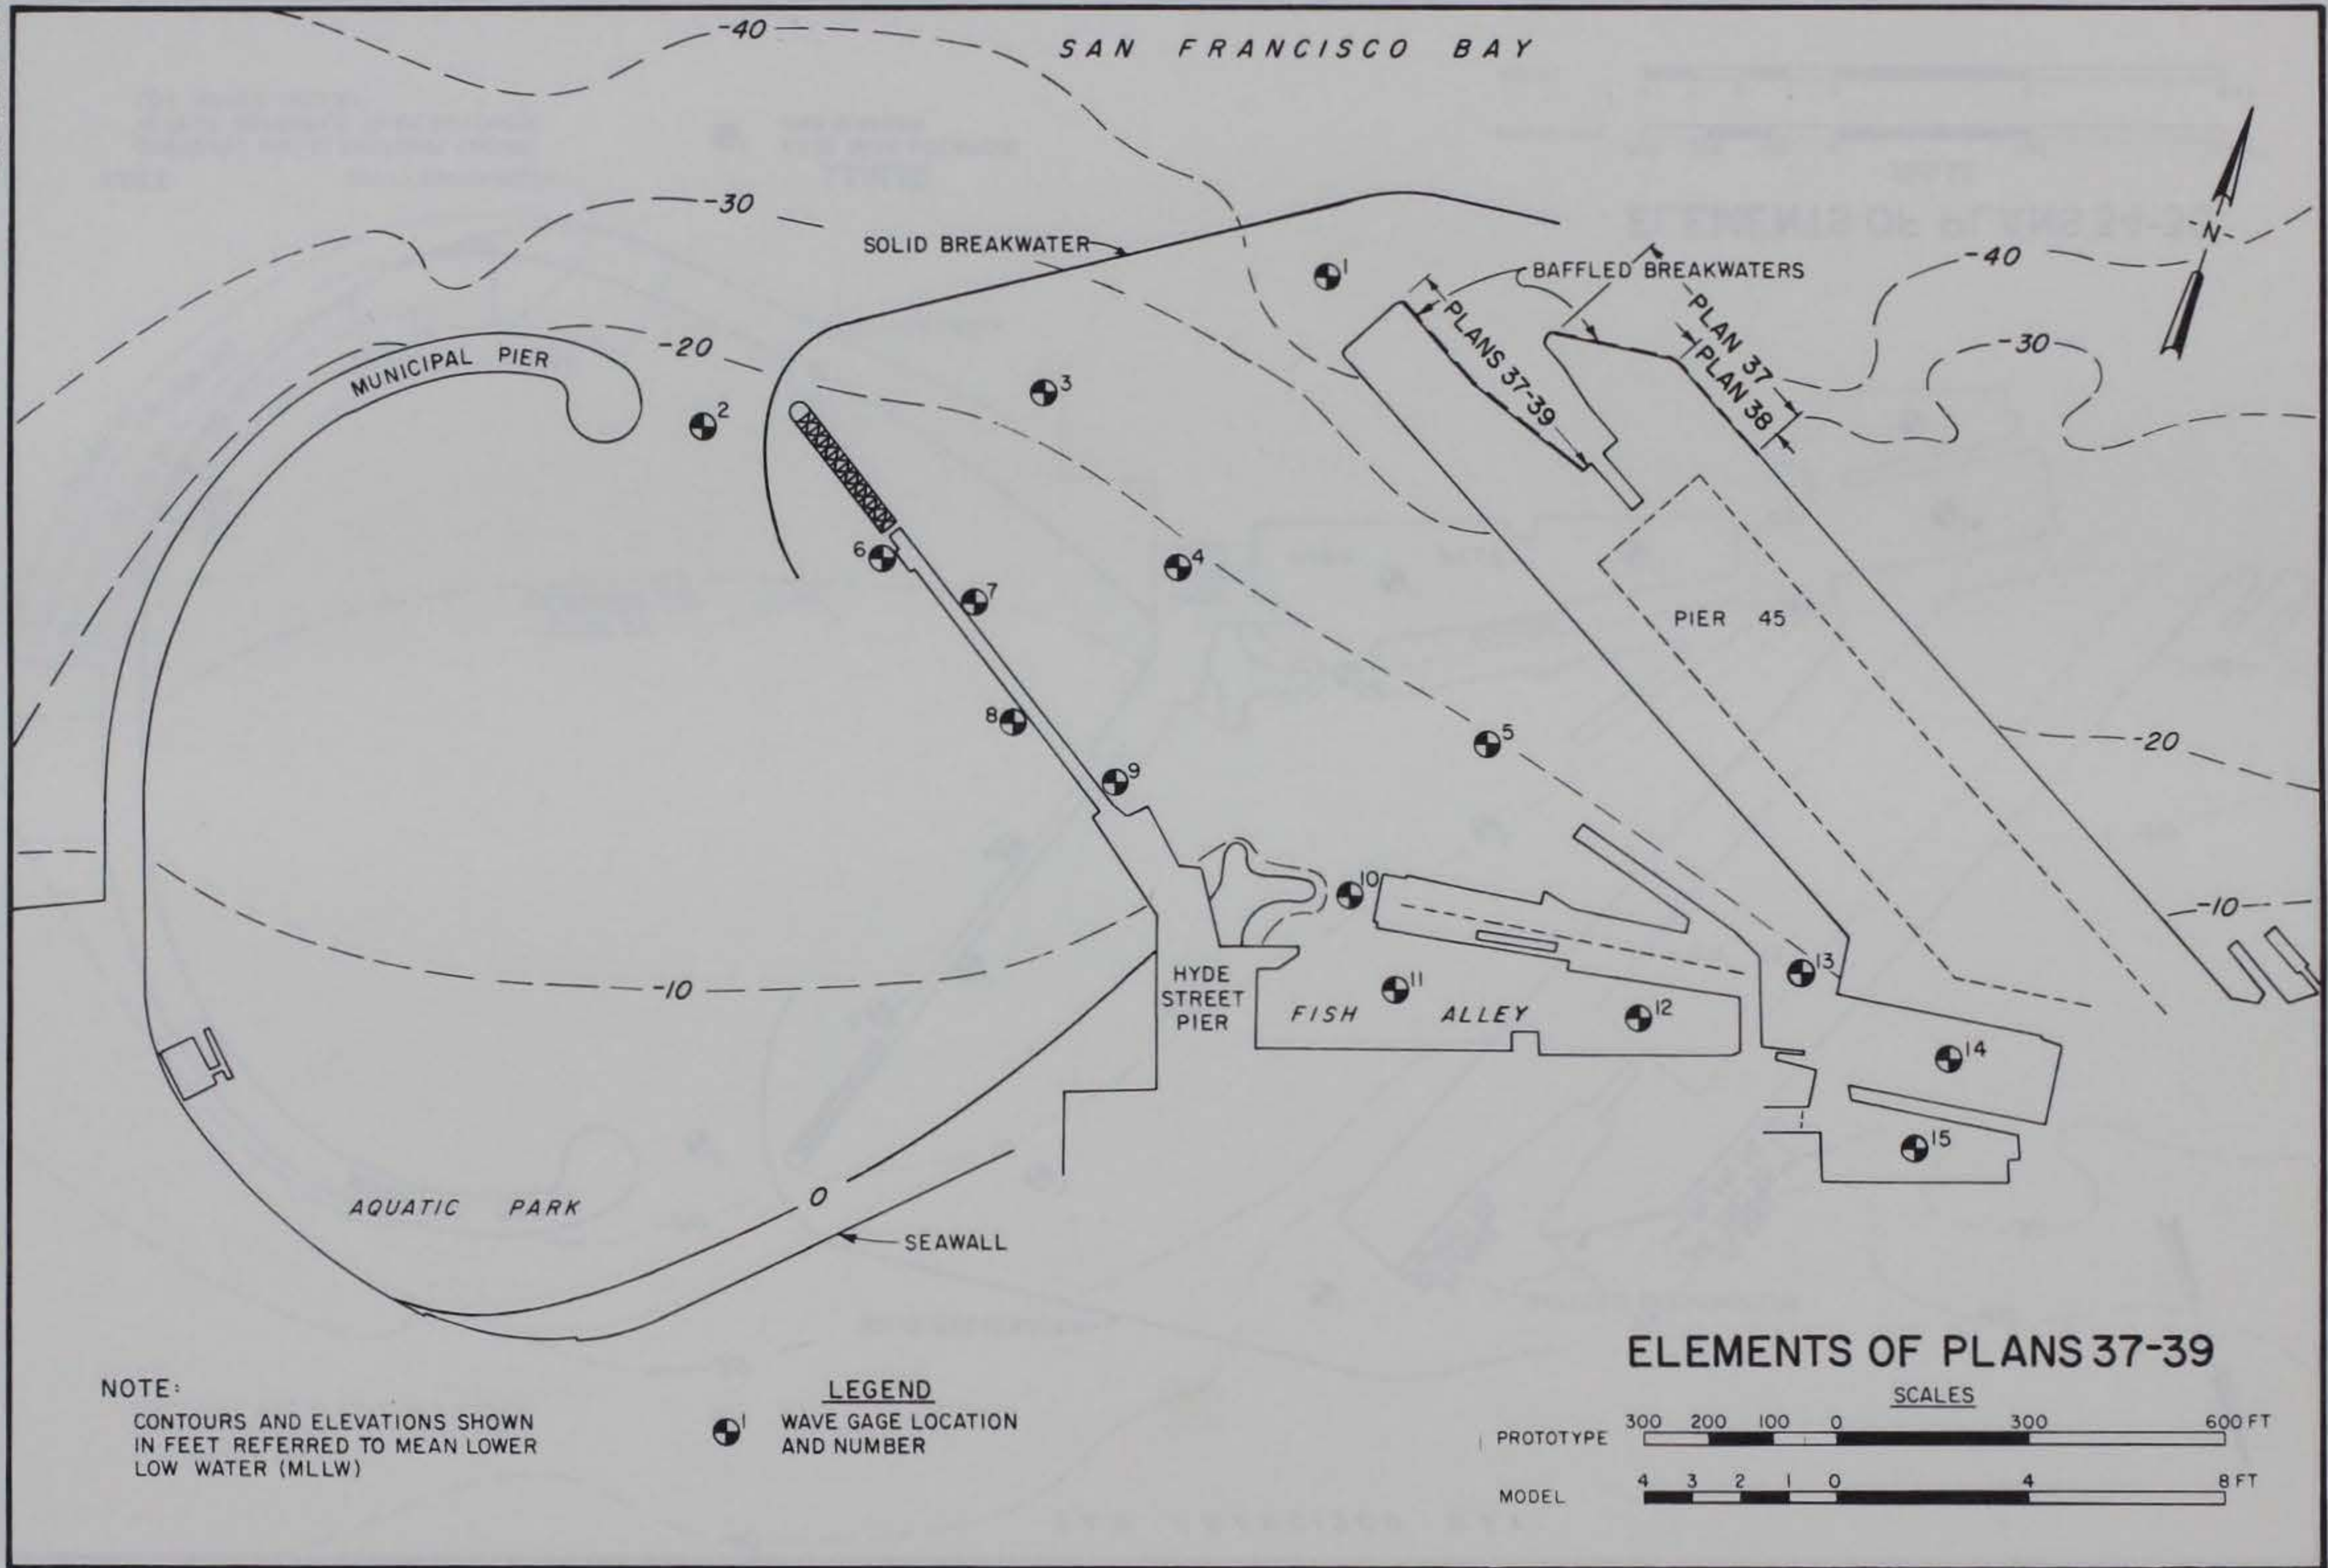 SAN FRANCISCO BAY
-40
-30
SOLID BREAKWATER
-20
MUNICIPAL PIER
BAFFLED BREAKWATERS
PLANS 37-39
PLAN 37
PLAN 38
-40
-N-
-30
1
2
3
4
5
6
7
8
9
10
11
12
13
14
15
PIER 45
-20
-10
-10
HYDE
STREET
PIER
FISH ALLEY
AQUATIC PARK
0
SEAWALL
NOTE:
CONTOURS AND ELEVATIONS SHOWN
IN FEET REFERRED TO MEAN LOWER
LOW WATER (MLLW)
LEGEND
1 WAVE GAGE LOCATION
AND NUMBER
ELEMENTS OF PLANS 37-39
SCALES
300 200 100 0 300 600 FT
PROTOTYPE
4 3 2 1 0 4 8 FT
MODEL